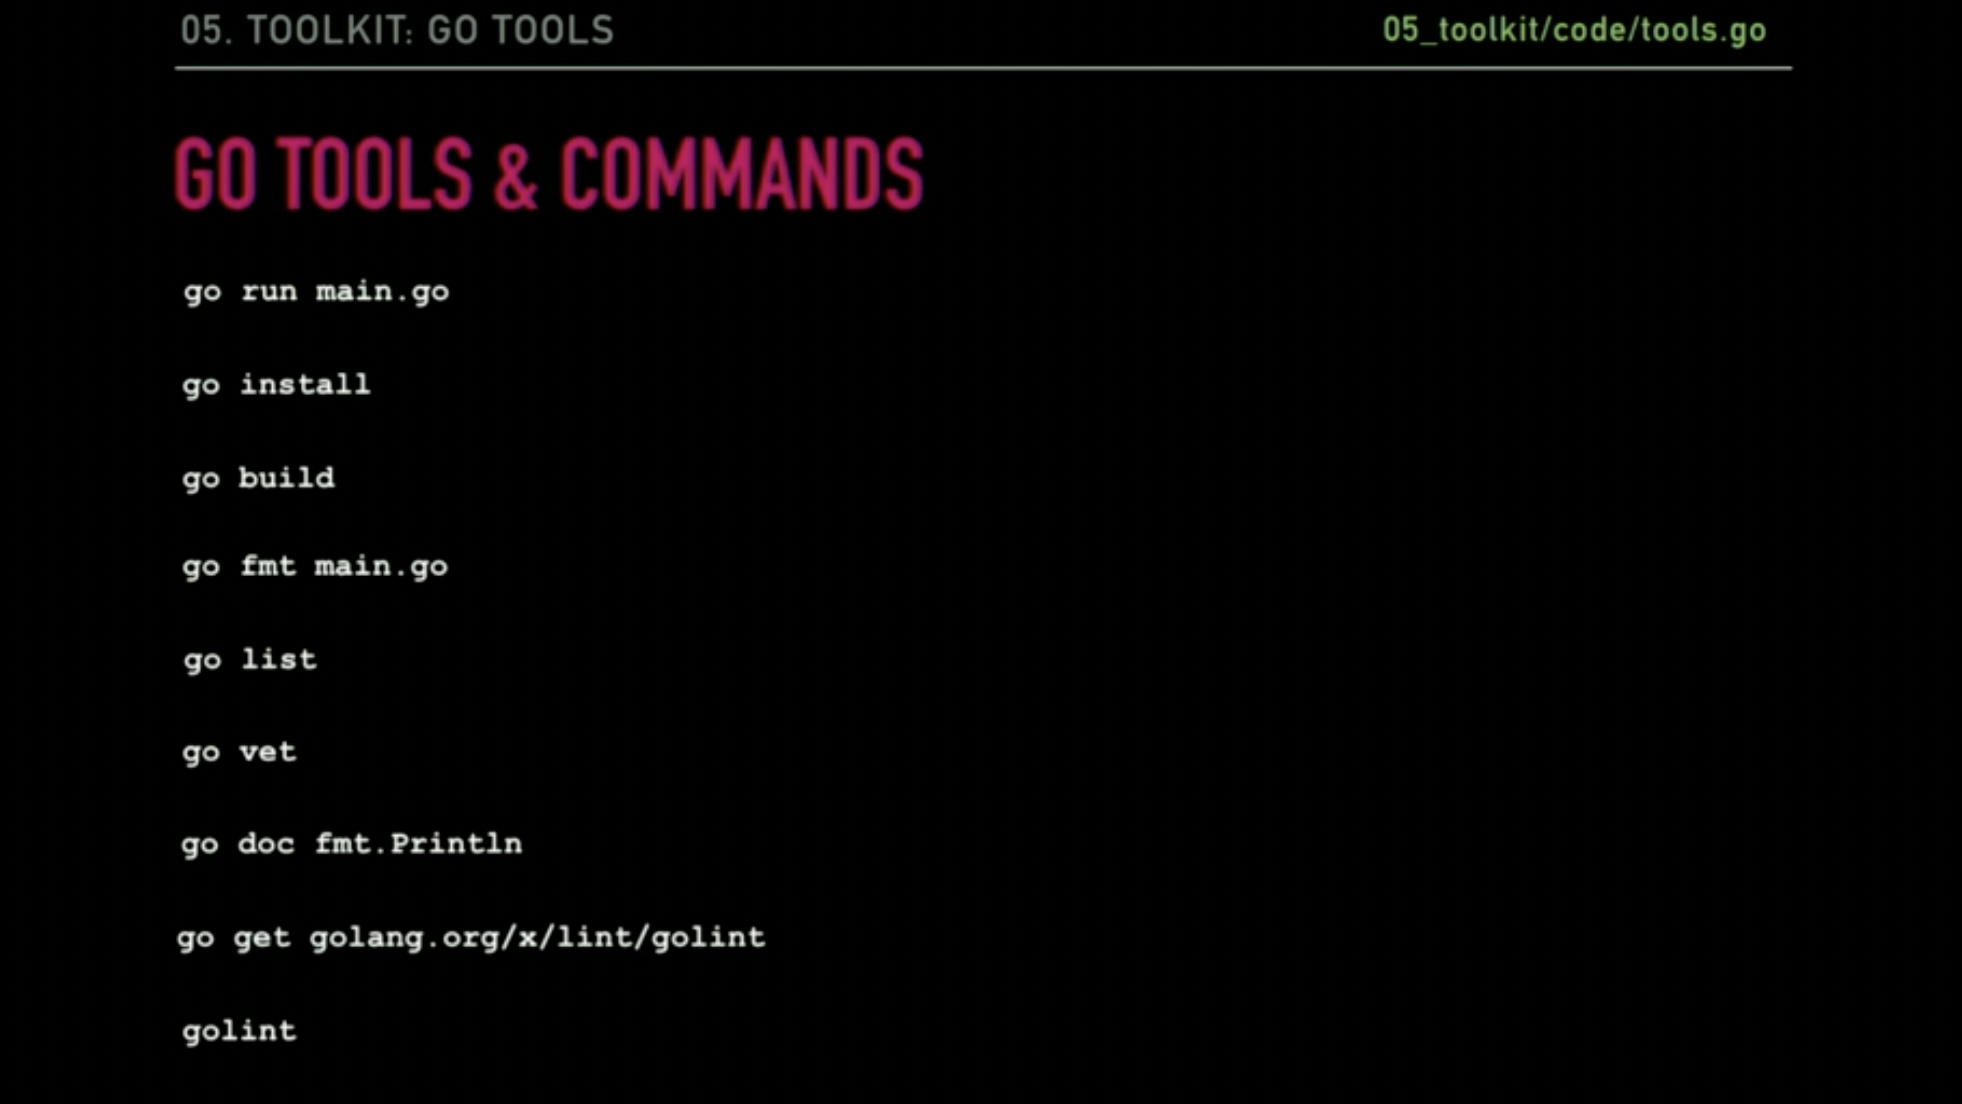 05. TOOLKIT: GO TOOLS
05_toolkit/code/tools.go
GO TOOLS & COMMANDS
go run main.go
go install
go build
go fmt main.go
go list
go vet
go doc fmt.Println
go get golang.org/x/lint/golint
golint